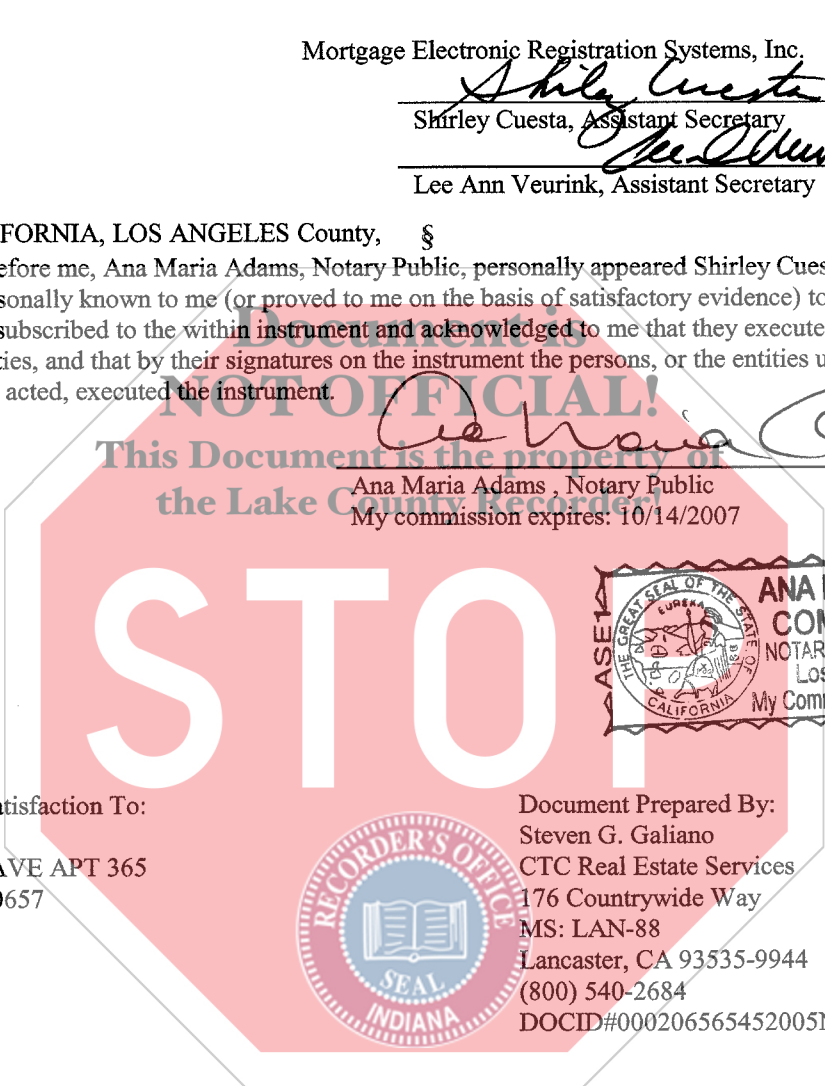 Mortgage Electronic Registration Systems, Inc.
Shirley Cuesta
Shirley Cuesta, Assistant Secretary
Lee Ann Veurink, Assistant Secretary
FORNIA, LOS ANGELES County, §
efore me, Ana Maria Adams, Notary Public, personally appeared Shirley Cues
sonally known to me (or proved to me on the basis of satisfactory evidence) to
subscribed to the within instrument and acknowledged to me that they execute
ties, and that by their signatures on the instrument the persons, or the entities u
acted, executed the instrument.
Document is
NOT OFFICIAL!
This Document is the property of
the Lake County Recorder!
Ana Maria Adams , Notary Public
My commission expires: 10/14/2007
STOP
ASE1
THE GREAT SEAL OF THE STATE OF CALIFORNIA
EUREKA
ANA
COM
NOTAR
Los
My Comm
tisfaction To:
AVE APT 365
0657
RECORDER'S OFFICE
SEAL
INDIANA
Document Prepared By:
Steven G. Galiano
CTC Real Estate Services
176 Countrywide Way
MS: LAN-88
Lancaster, CA 93535-9944
(800) 540-2684
DOCID#000206565452005N